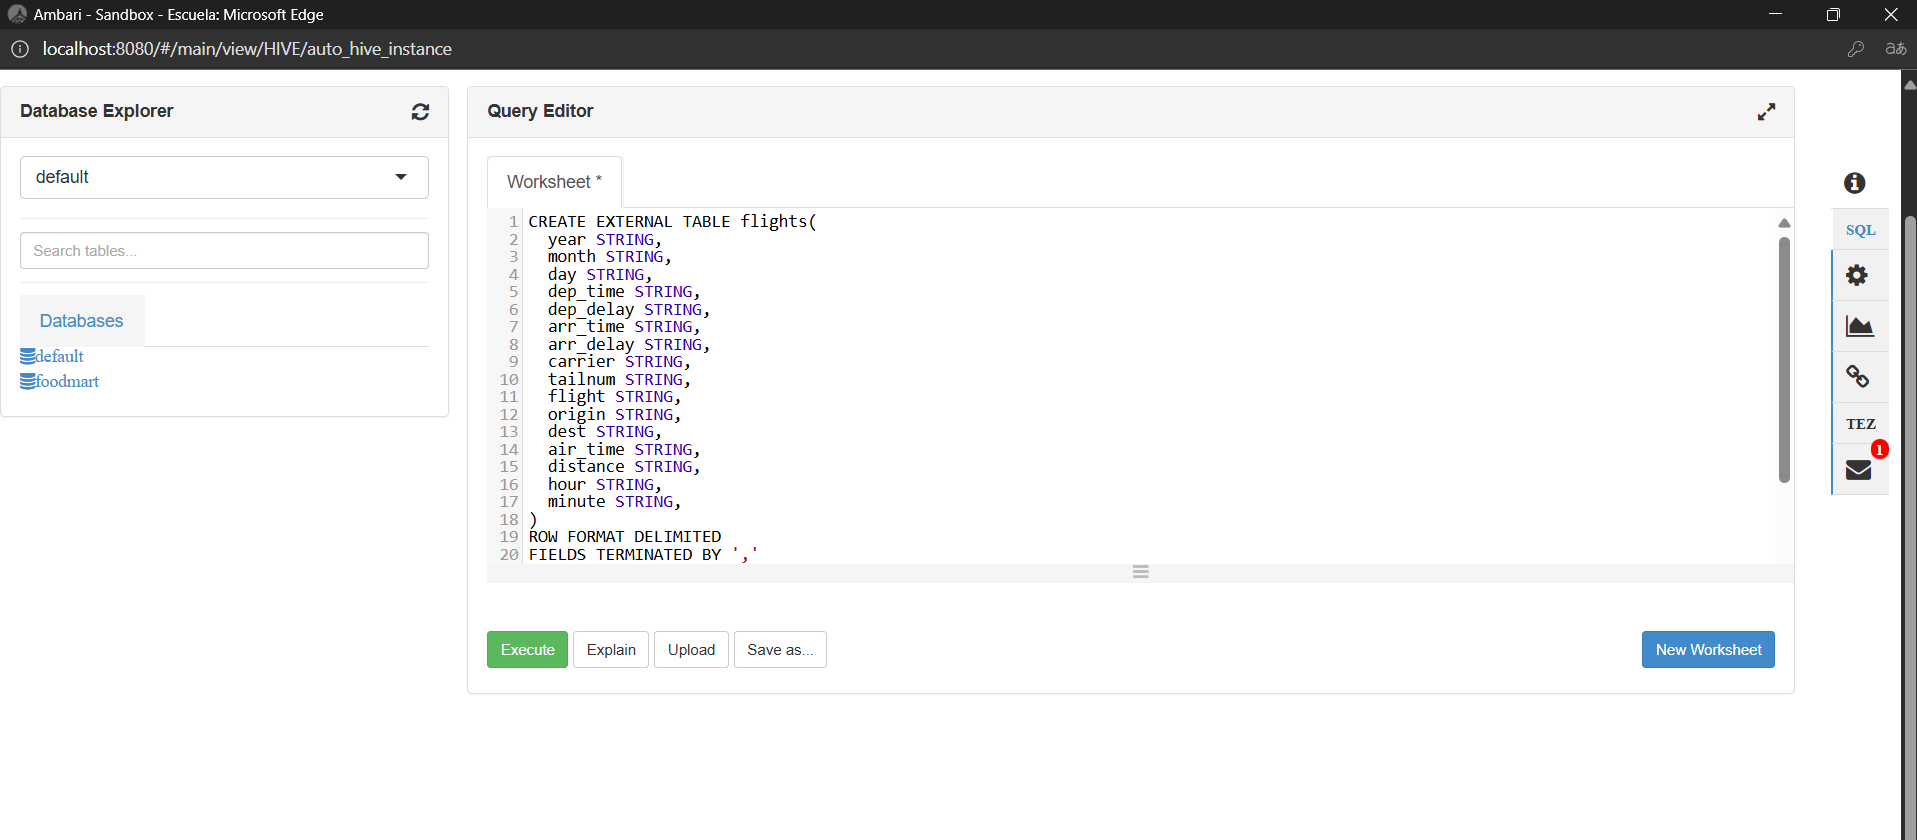 Ambari - Sandbox - Escuela: Microsoft Edge
localhost:8080/#/main/view/HIVE/auto_hive_instance
aあ
Database Explorer
default
Search tables...
Databases
default
foodmart
Query Editor
Worksheet *
1 CREATE EXTERNAL TABLE flights(
2 year STRING,
3 month STRING,
4 day STRING,
5 dep_time STRING,
6 dep_delay STRING,
7 arr_time STRING,
8 arr_delay STRING,
9 carrier STRING,
10 tailnum STRING,
11 flight STRING,
12 origin STRING,
13 dest STRING,
14 air_time STRING,
15 distance STRING,
16 hour STRING,
17 minute STRING,
18 )
19 ROW FORMAT DELIMITED
20 FIELDS TERMINATED BY ','
Execute
Explain
Upload
Save as...
New Worksheet
SQL
TEZ
1